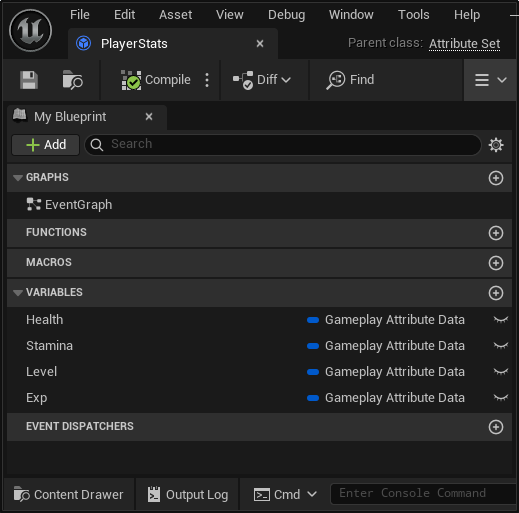 File Edit Asset View Debug Window Tools Help
PlayerStats
Parent class: Attribute Set
Compile Diff Find
My Blueprint
Add Search
GRAPHS
EventGraph
FUNCTIONS
MACROS
VARIABLES
Health Gameplay Attribute Data
Stamina Gameplay Attribute Data
Level Gameplay Attribute Data
Exp Gameplay Attribute Data
EVENT DISPATCHERS
Content Drawer Output Log Cmd Enter Console Command